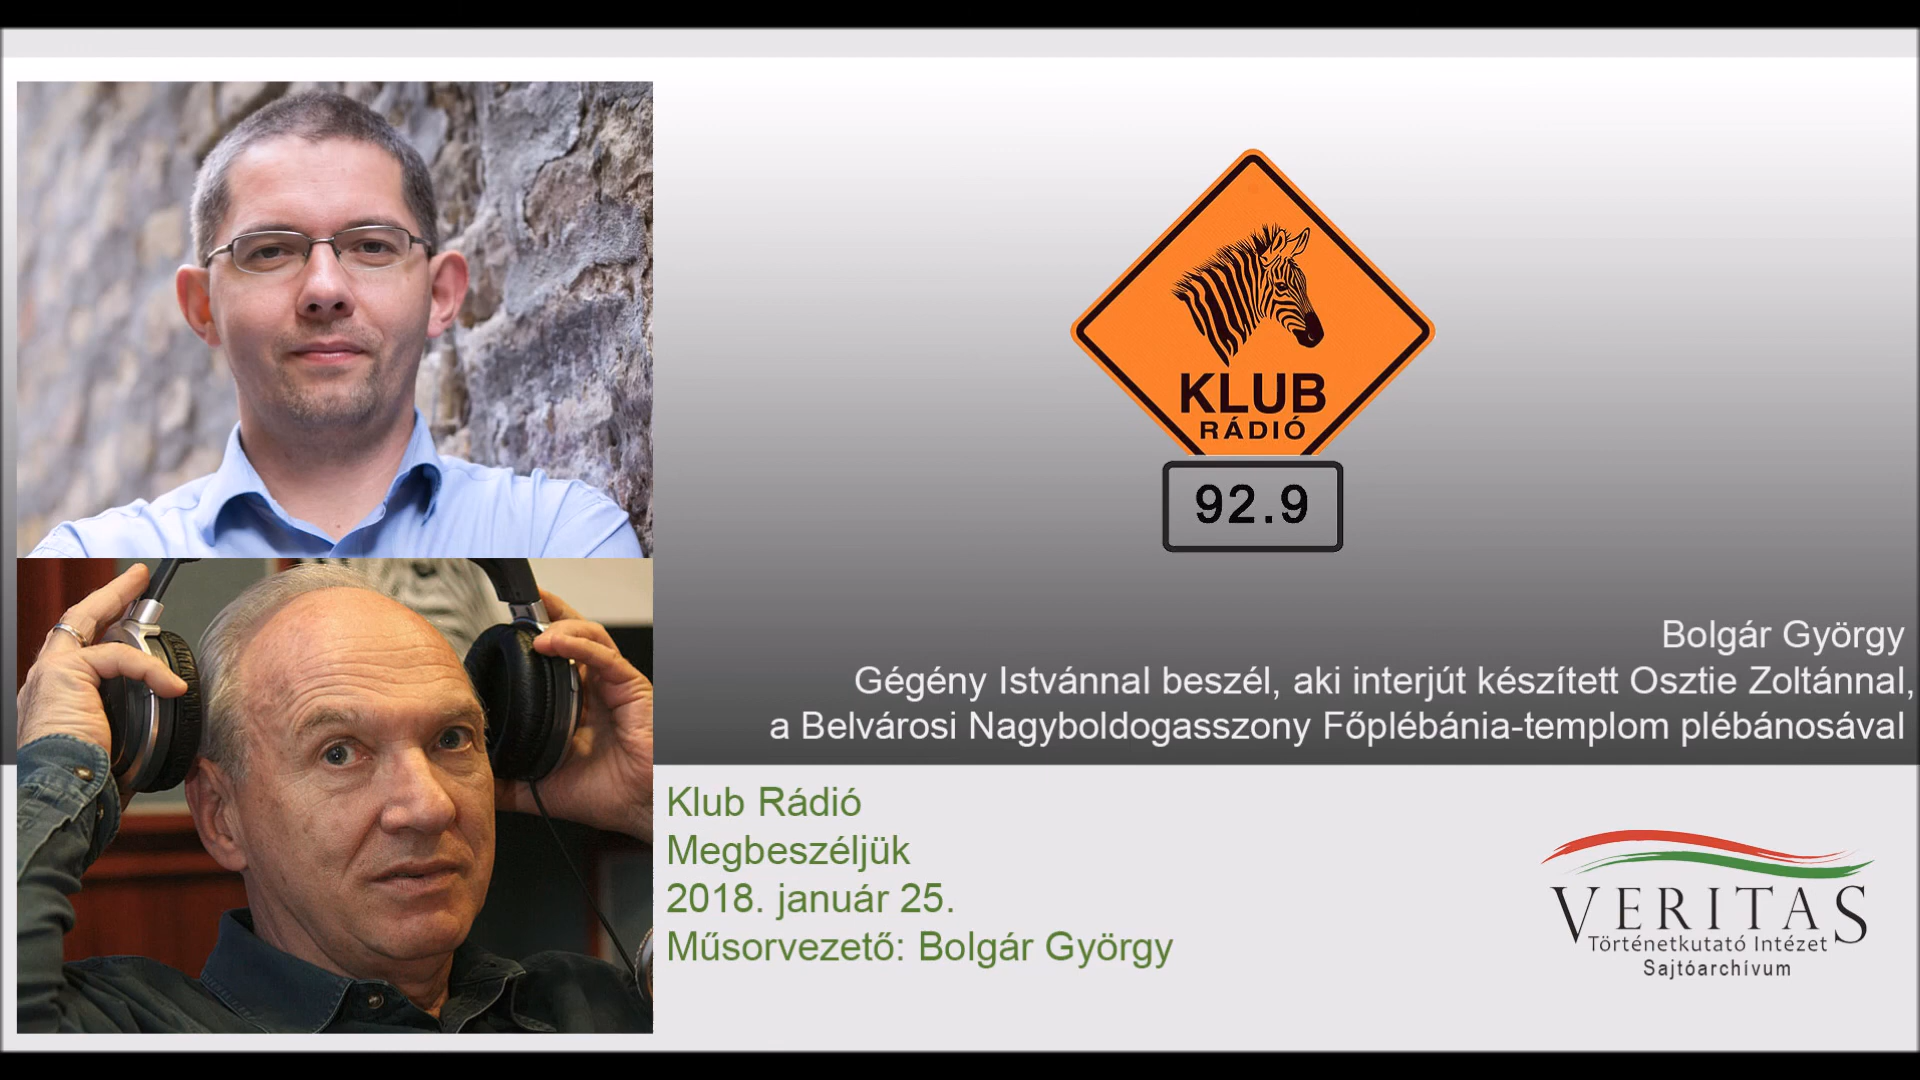 KLUB
RÁDIÓ
92.9
Bolgár György
Gégény Istvánnal beszél, aki interjút készített Osztie Zoltánnal,
a Belvárosi Nagyboldogasszony Főplébánia-templom plébánosával
Klub Rádió
Megbeszéljük
2018. január 25.
Műsorvezető: Bolgár György
VERITAS
Történetkutató Intézet
Sajtóarchívum